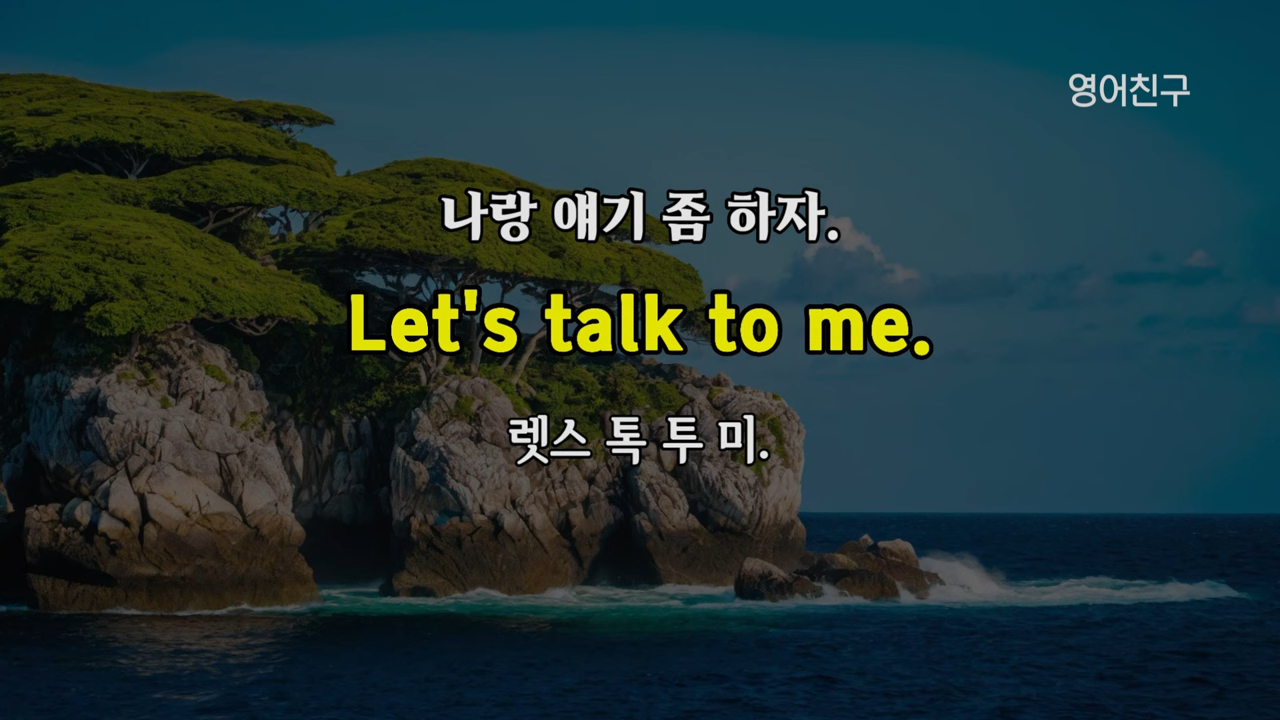 영어친구
나랑 얘기 좀 하자.
Let's talk to me.
렛스 톡 투 미.